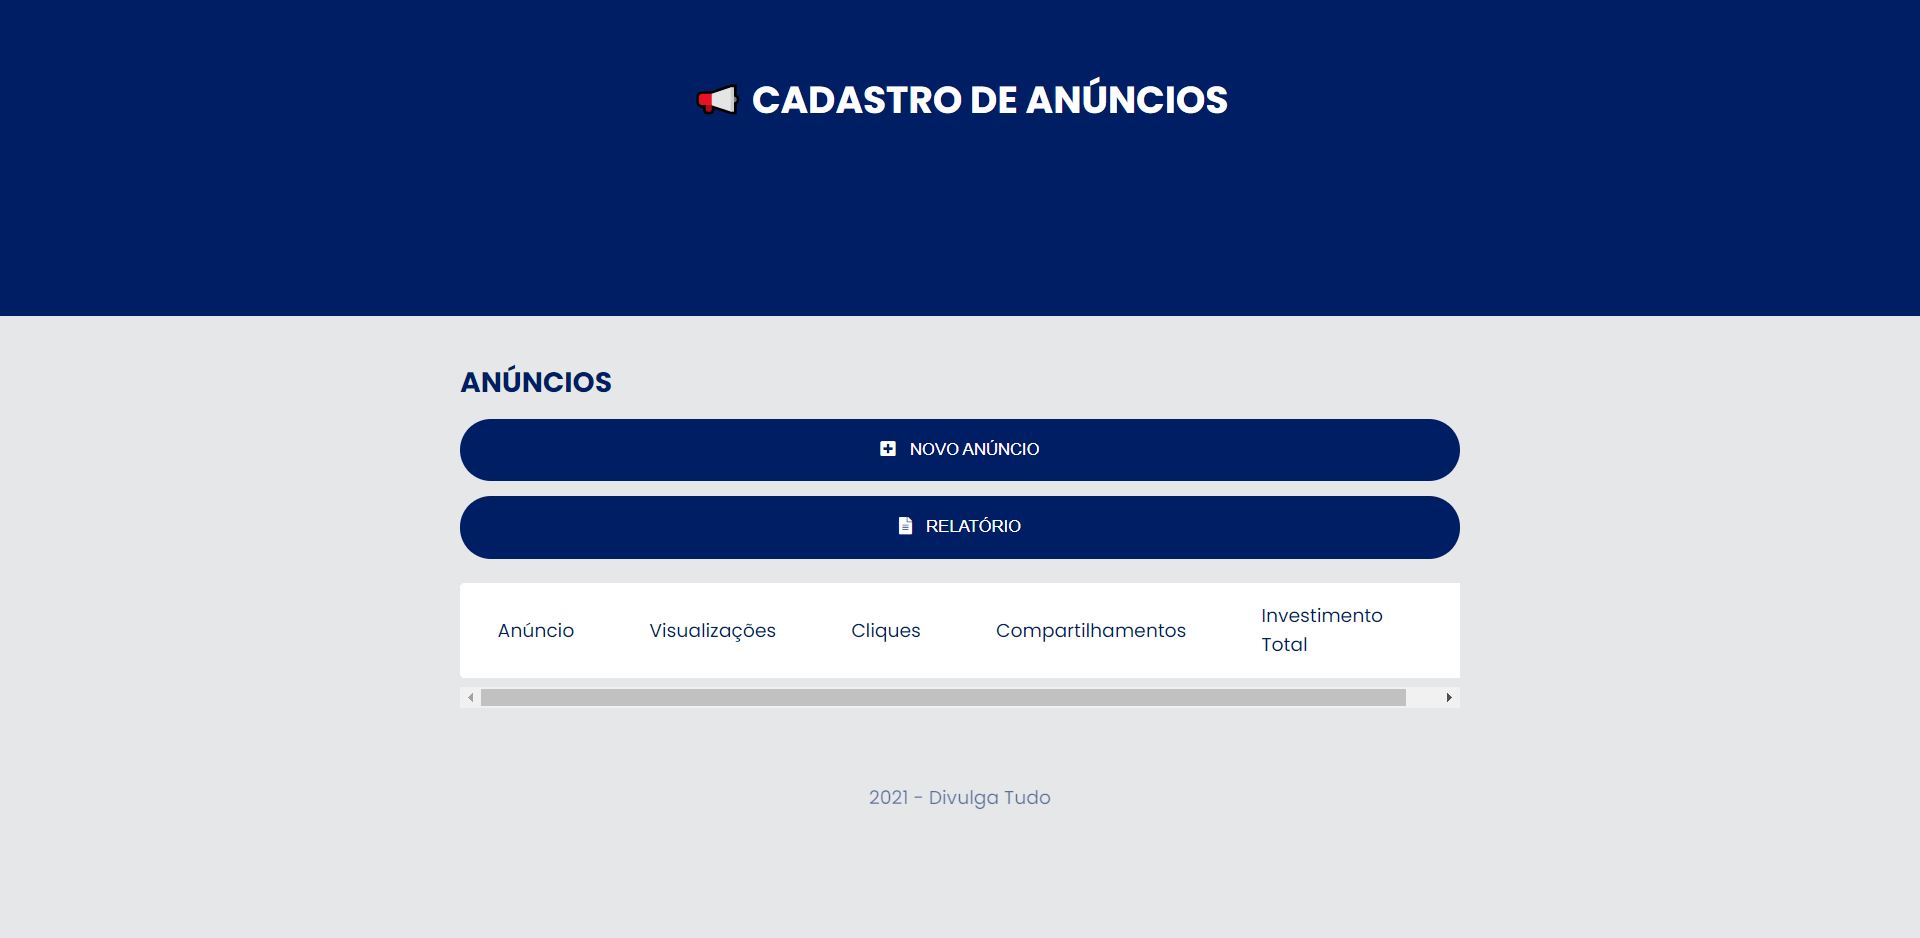 CADASTRO DE ANÚNCIOS
ANÚNCIOS
NOVO ANÚNCIO
RELATÓRIO
Anúncio Visualizações Cliques Compartilhamentos Investimento Total
2021 - Divulga Tudo